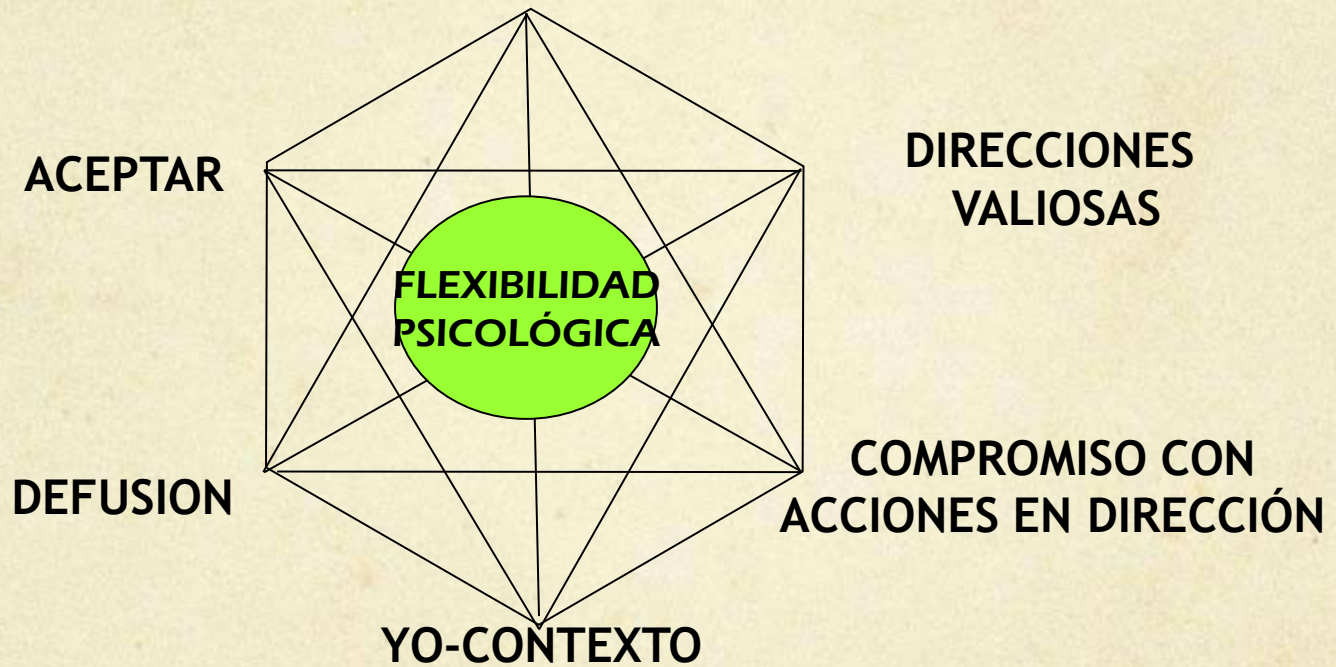 ACEPTAR
DIRECCIONES
VALIOSAS
FLEXIBILIDAD
PSICOLÓGICA
DEFUSION
COMPROMISO CON
ACCIONES EN DIRECCIÓN
YO-CONTEXTO